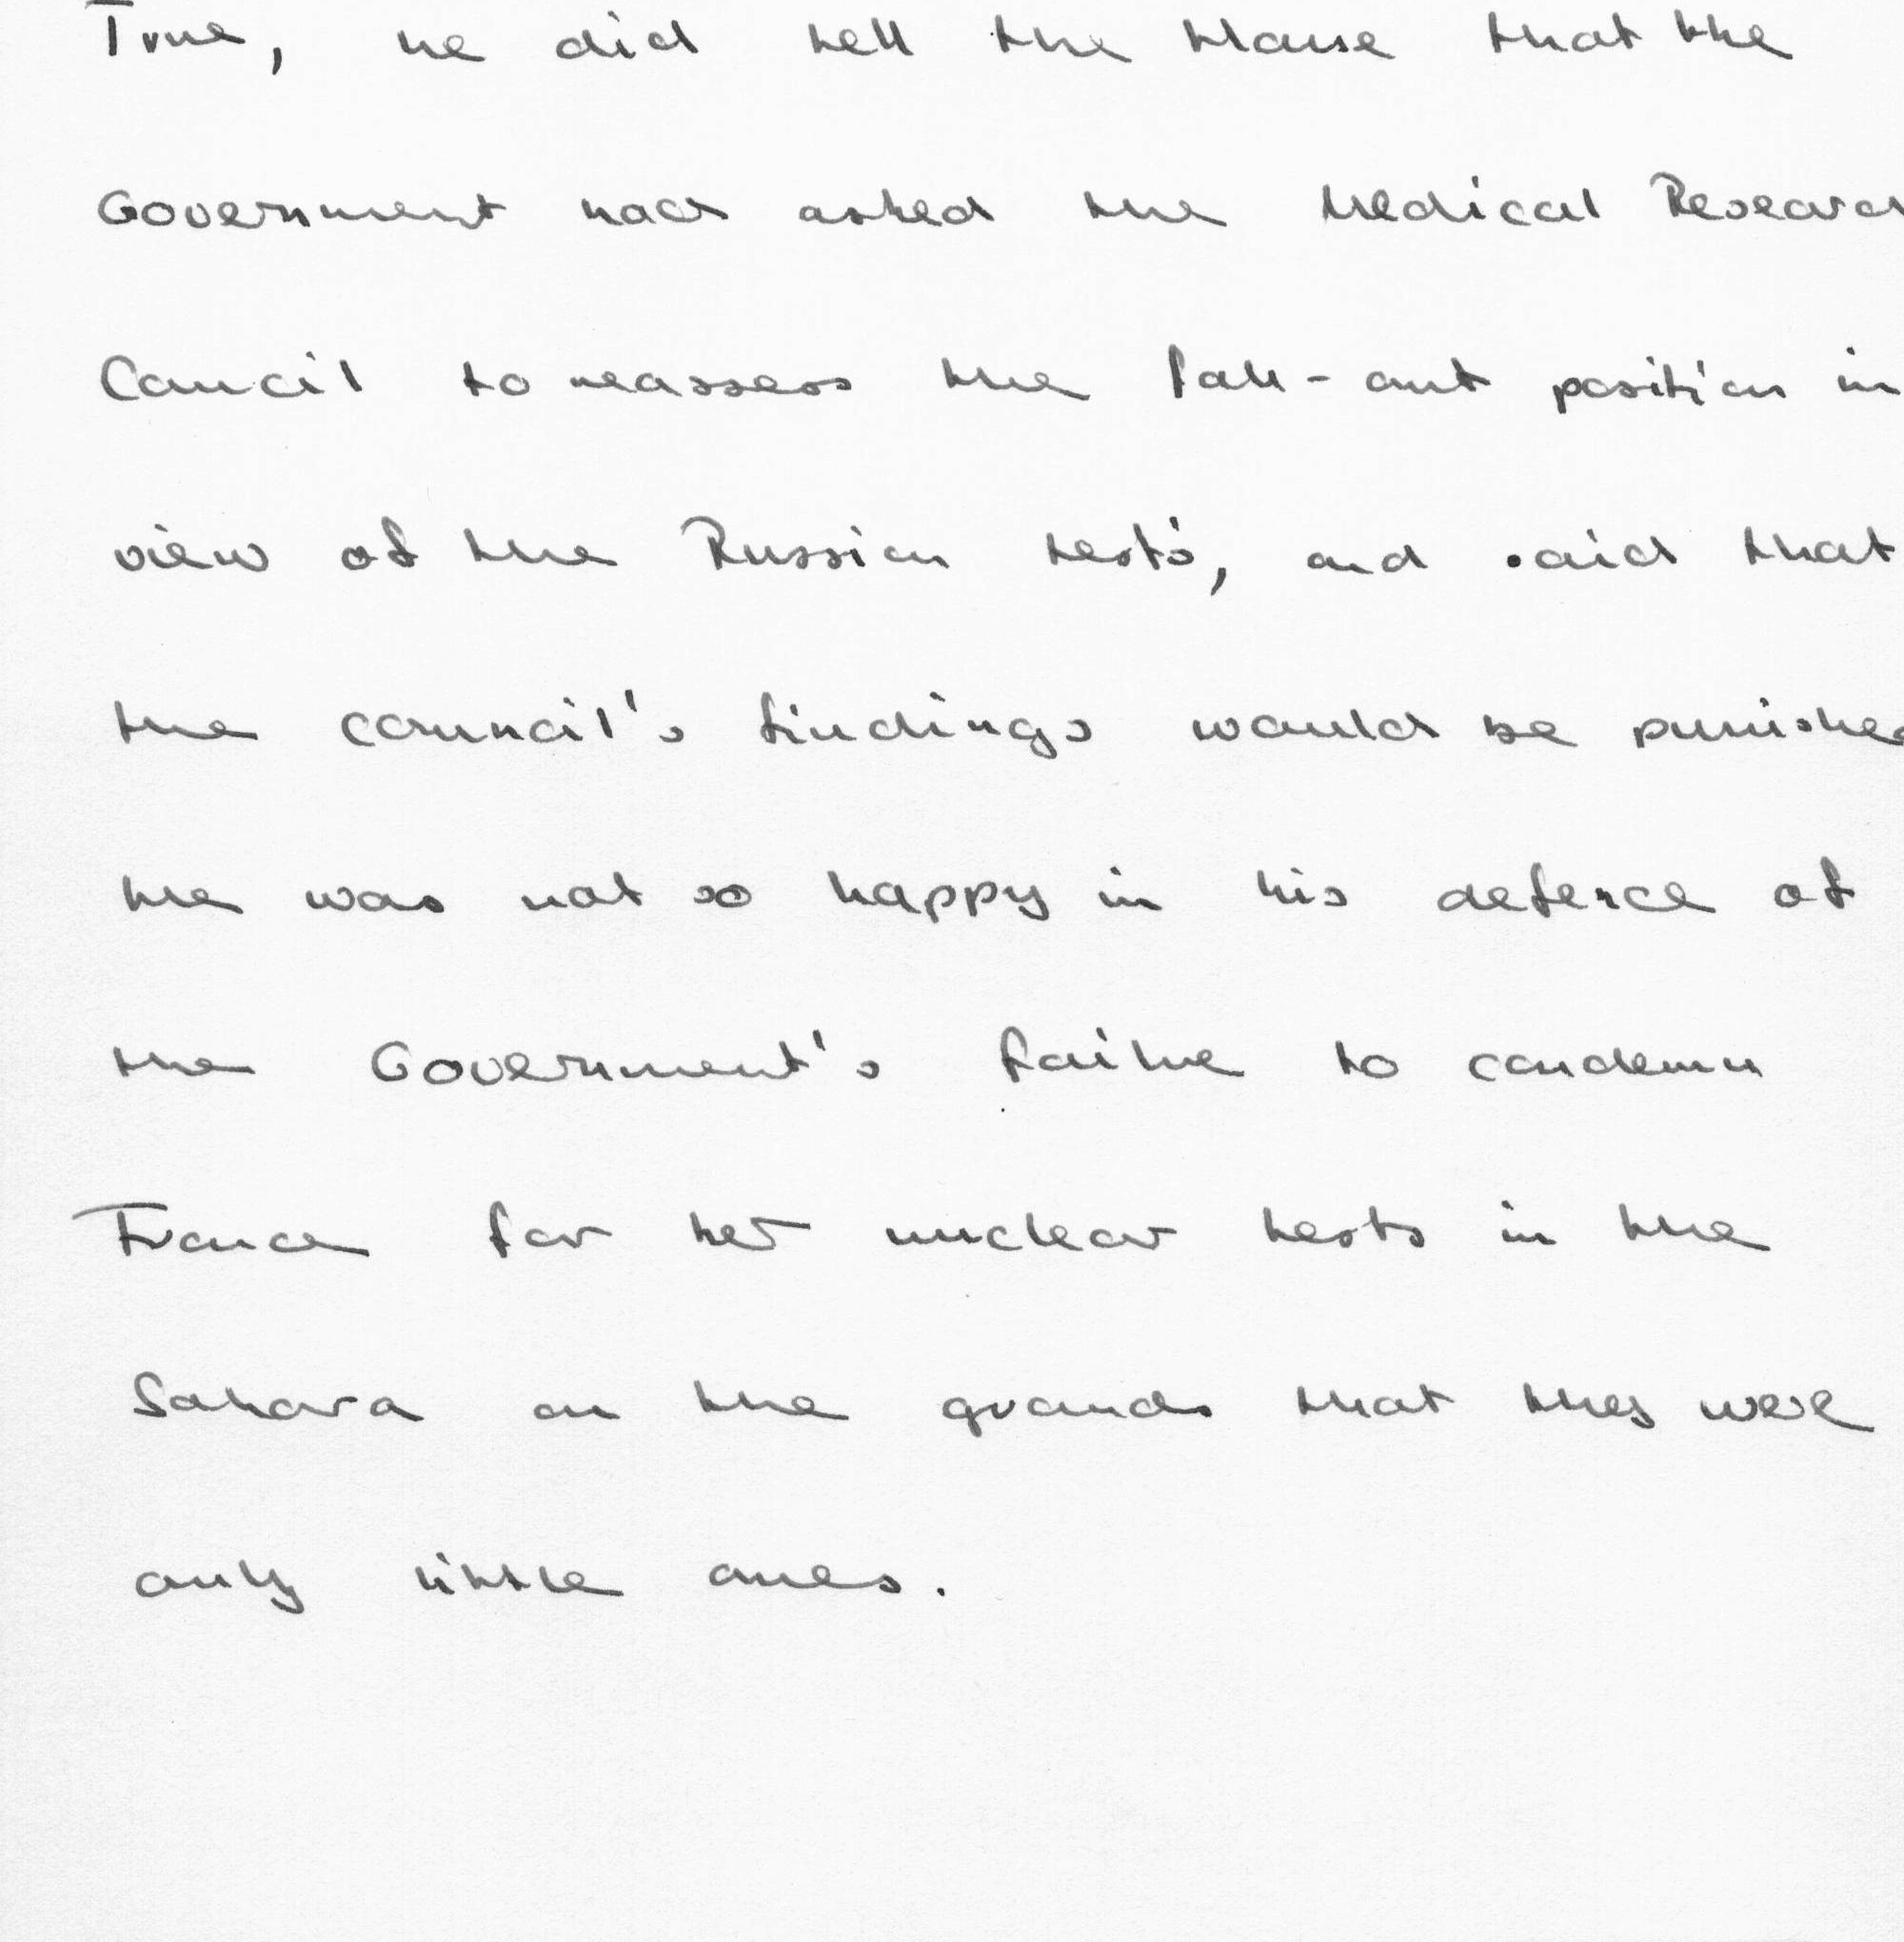 True, he did tell the House that the
Government had asked the Medical Research
Council to reassess the fall-out position in
view of the Russian tests, and said that
the council's findings would be punished
he was not so happy in his defence of
the Government's failure to condemn
France for her nuclear tests in the
Sahara on the grounds that they were
only little ones.